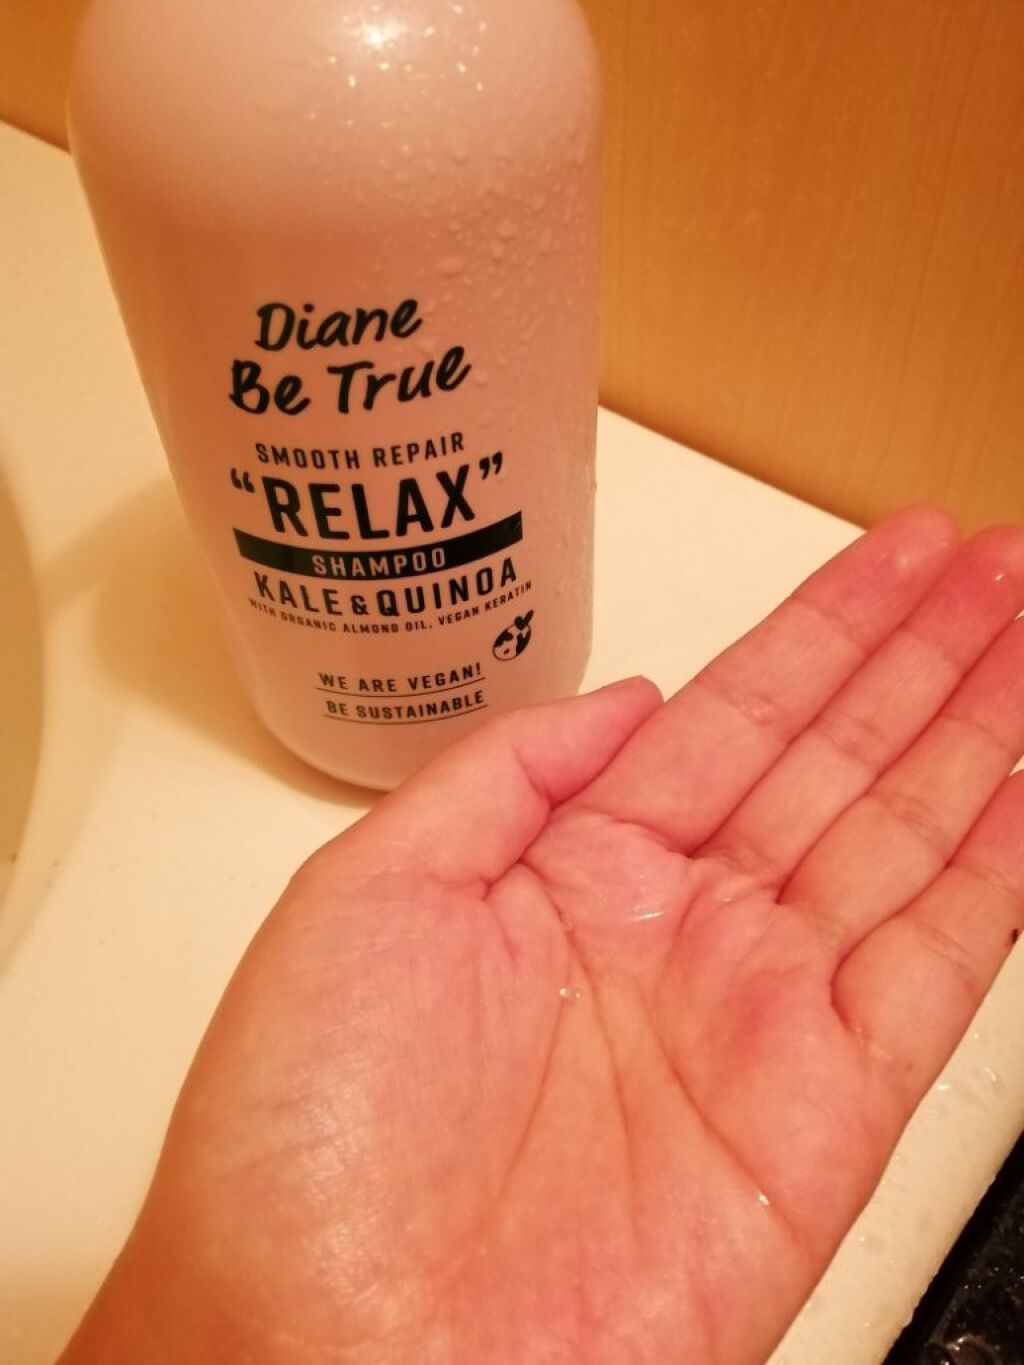 Diane
Be True
SMOOTH REPAIR
“RELAX”
SHAMPOO
KALE & QUINOA
WITH ORGANIC ALMOND OIL, VEGAN KERATIN
WE ARE VEGAN!
BE SUSTAINABLE